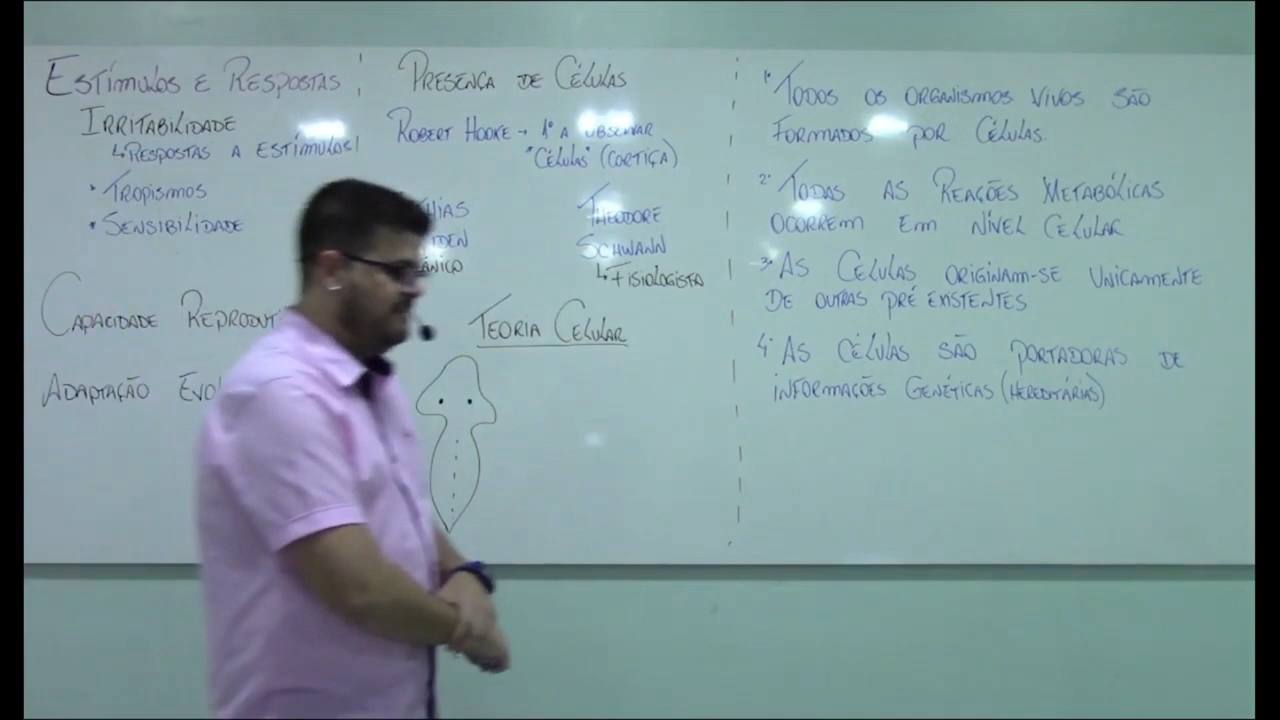 Estímulos e Respostas
Irritabilidade
↳ Respostas a estímulos!
• Tropismos
• Sensibilidade
Capacidade
Adaptação
Presença de Células
Robert Hooke → 1º a observar
"Células" (cortiça)
Theodore
Schwann
↳ Fisiologista
Teoria Celular
1º Todos os organismos vivos são
formados por células.
2º Todas as Reações Metabólicas
ocorrem em nível celular
3º As celulas originam-se unicamente
de outras pré existentes
4º As células são portadoras de
informações genéticas (hereditárias)